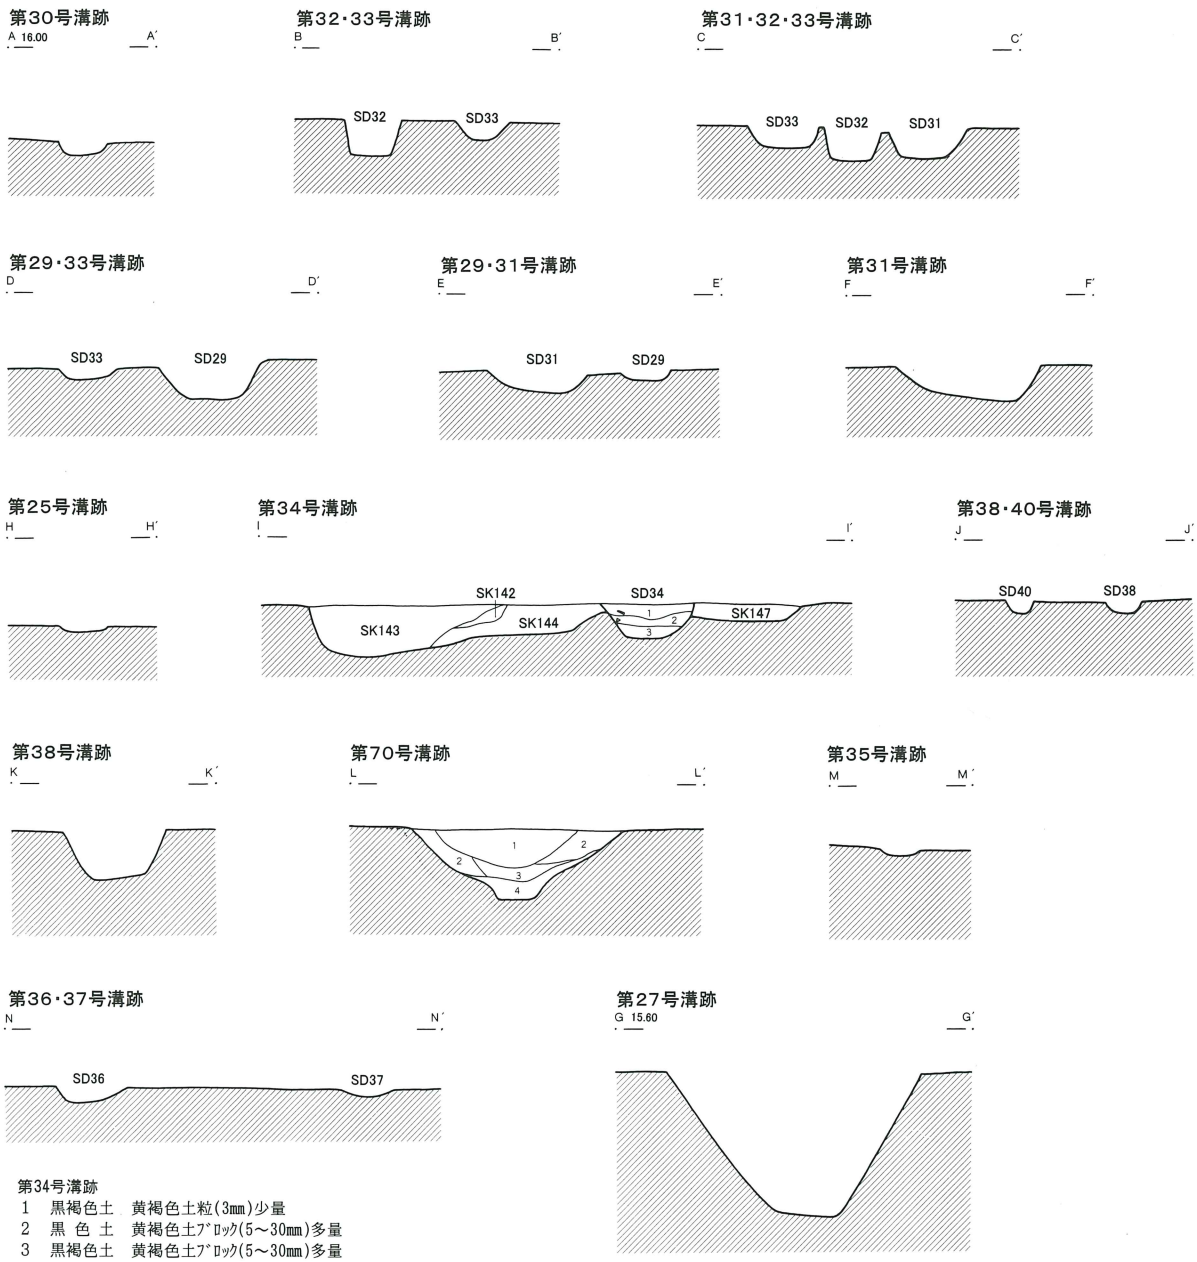 第30号溝跡
A 16.00 A′
第32・33号溝跡
B B′
SD32 SD33
第31・32・33号溝跡
C C′
SD33 SD32 SD31
第29・33号溝跡
D D′
SD33 SD29
第29・31号溝跡
E E′
SD31 SD29
第31号溝跡
F F′
第25号溝跡
H H′
第34号溝跡
I I′
SK142 SD34
SK143 SK144 1 2 3 SK147
第38・40号溝跡
J J′
SD40 SD38
第38号溝跡
K K′
第70号溝跡
L L′
1
2 2
3
4
第35号溝跡
M M′
第36・37号溝跡
N N′
SD36 SD37
第27号溝跡
G 15.60 G′
第34号溝跡
1 黒褐色土 黄褐色土粒(3mm)少量
2 黒色土 黄褐色土ブロック(5～30mm)多量
3 黒褐色土 黄褐色土ブロック(5～30mm)多量